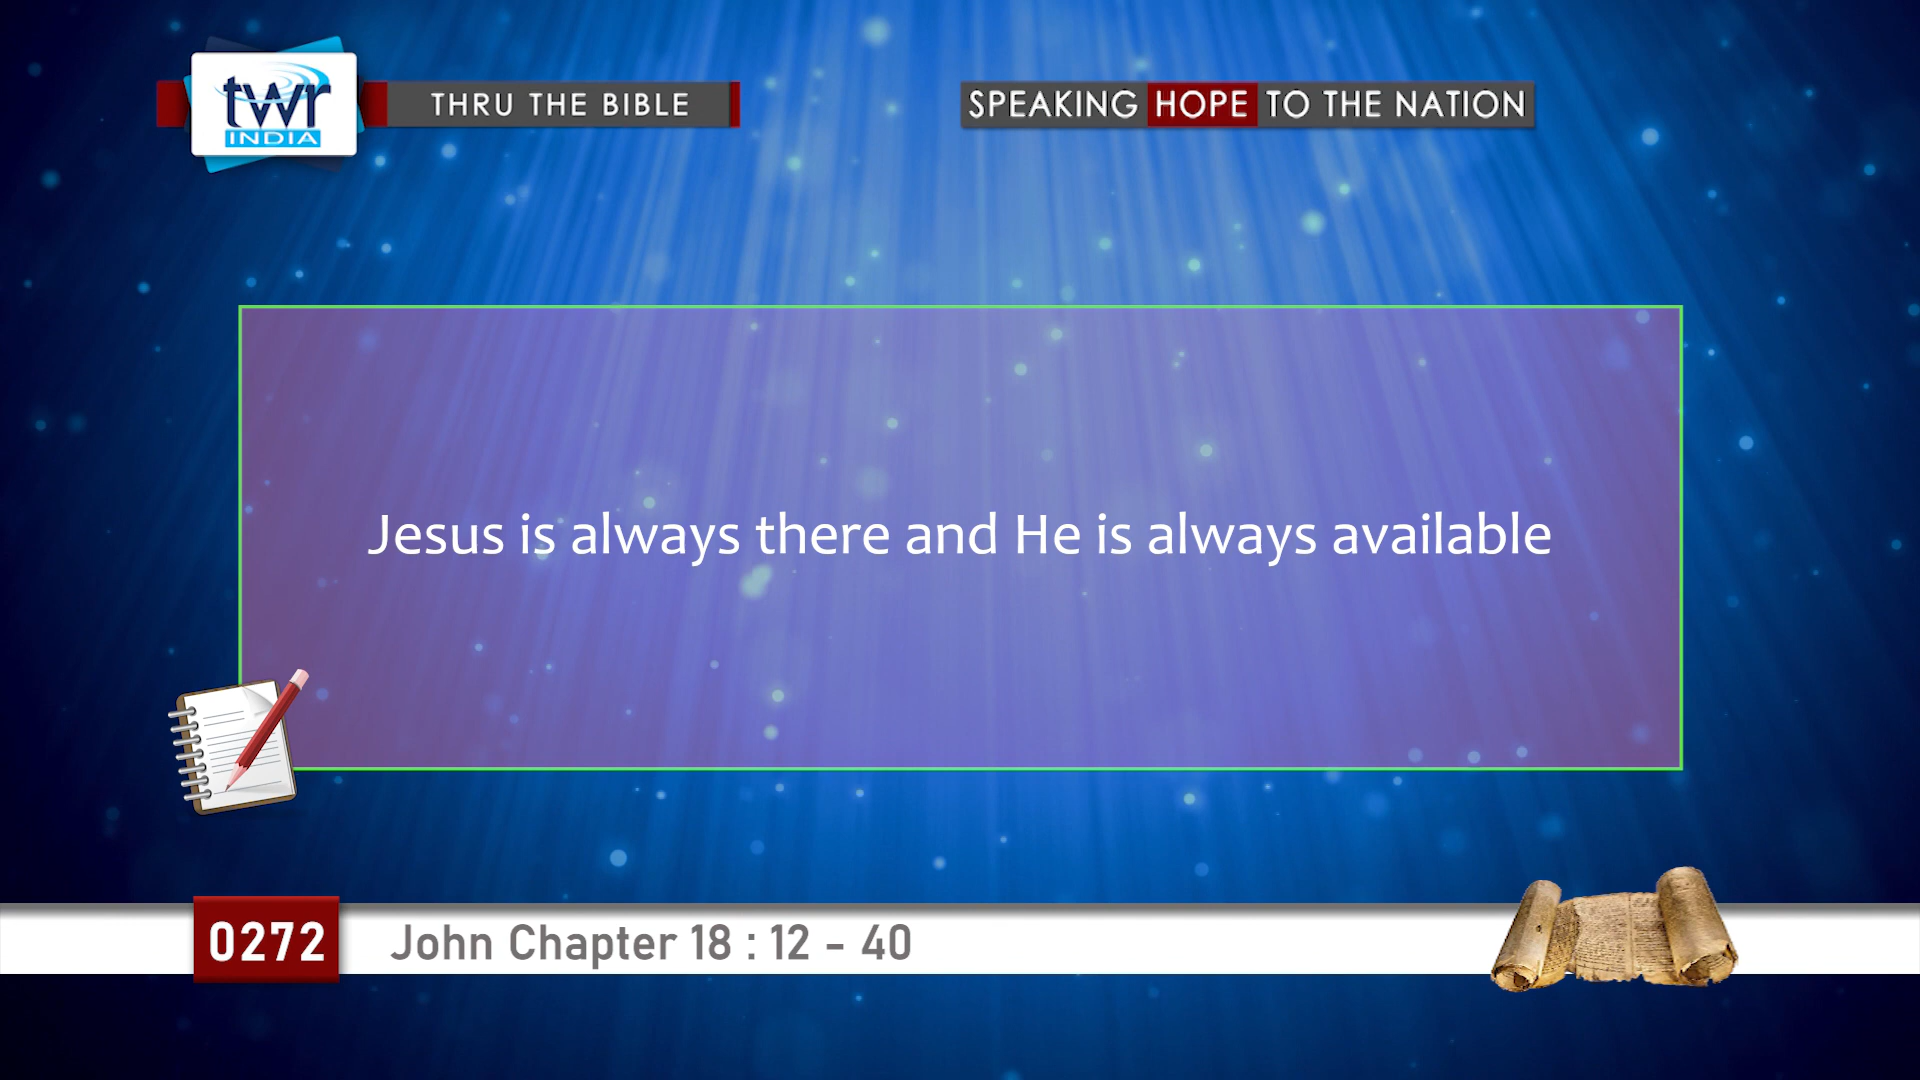 twr
INDIA
THRU THE BIBLE
SPEAKING HOPE TO THE NATION
Jesus is always there and He is always available
0272
John Chapter 18 : 12 - 40